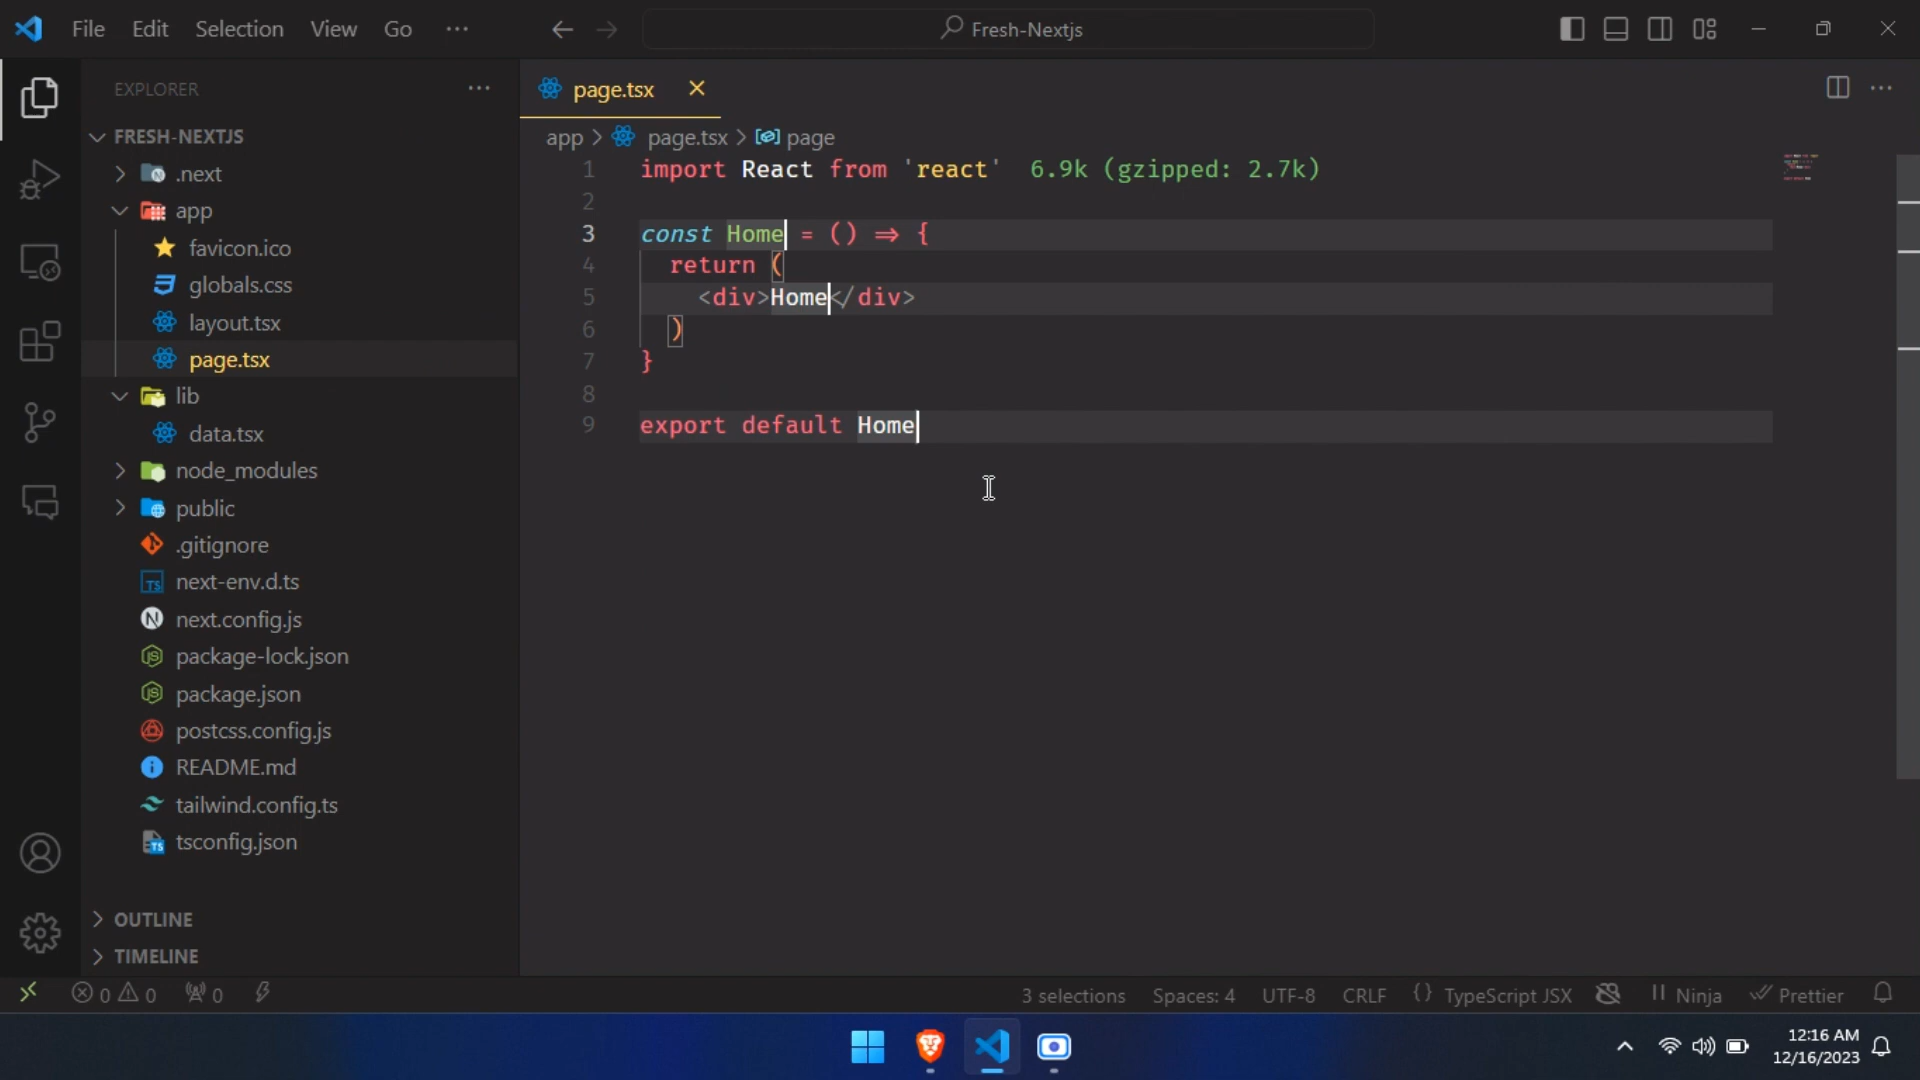 File Edit Selection View Go ···
Fresh-Nextjs
EXPLORER
FRESH-NEXTJS
.next
app
favicon.ico
globals.css
layout.tsx
page.tsx
lib
data.tsx
node_modules
public
.gitignore
next-env.d.ts
next.config.js
package-lock.json
package.json
postcss.config.js
README.md
tailwind.config.ts
tsconfig.json
OUTLINE
TIMELINE
page.tsx
app > page.tsx > page
1 import React from 'react' 6.9k (gzipped: 2.7k)
2
3 const Home = () => {
4 return (
5 <div>Home</div>
6 )
7 }
8
9 export default Home
0 0 0
3 selections Spaces: 4 UTF-8 CRLF {} TypeScript JSX Ninja Prettier
12:16 AM
12/16/2023